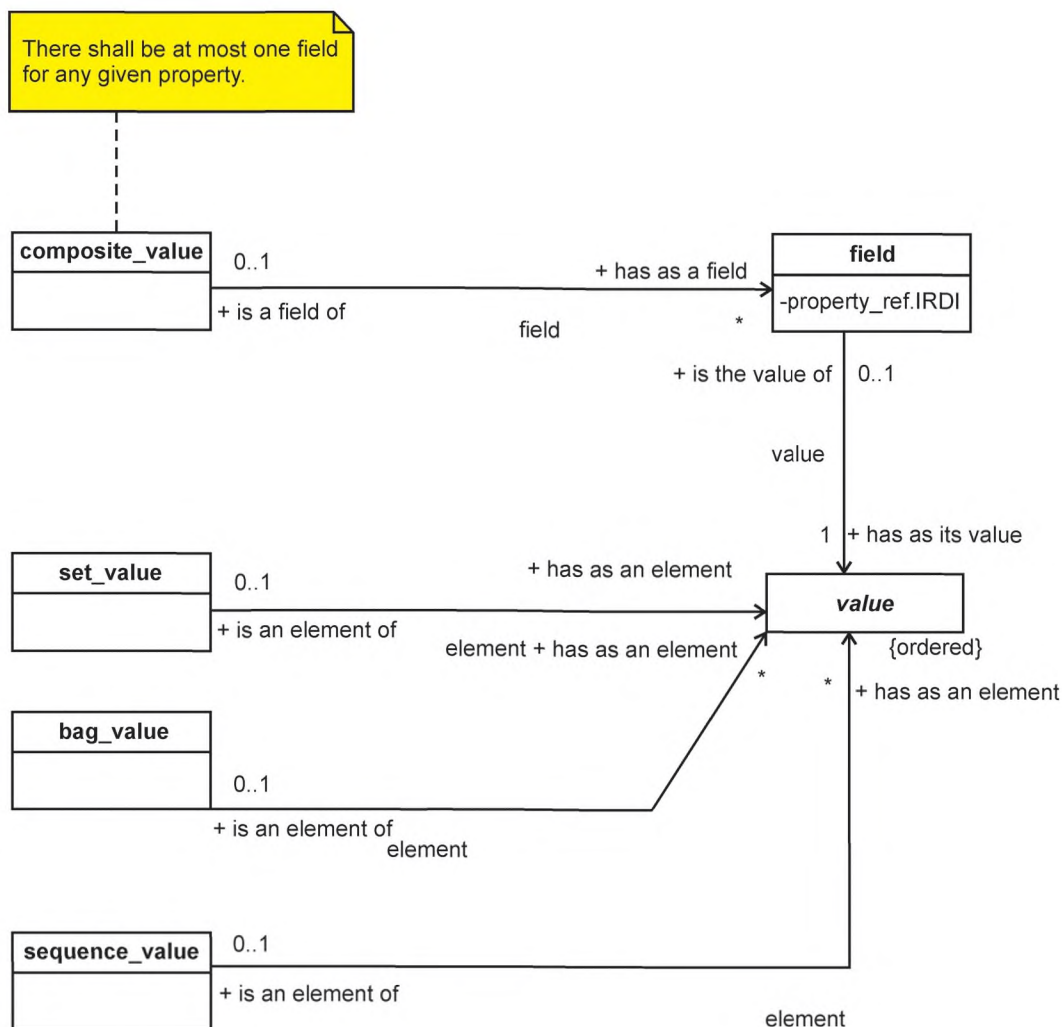 There shall be at most one field
for any given property.
composite_value
0..1
+ has as a field
field
-property_ref.IRDI
+ is a field of
*
field
+ is the value of
0..1
value
1
+ has as its value
set_value
0..1
+ has as an element
value
+ is an element of
element + has as an element
{ordered}
*
*
+ has as an element
bag_value
0..1
+ is an element of
element
sequence_value
0..1
+ is an element of
element